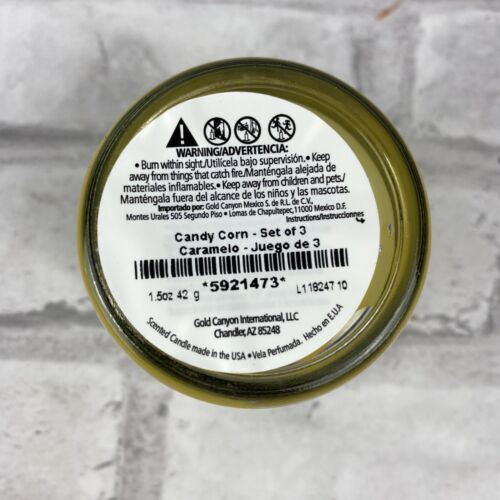 WARNING/ADVERTENCIA:
• Burn within sight./Utilícela bajo supervisión. • Keep
away from things that catch fire./Manténgala alejada de
materiales inflamables. • Keep away from children and pets./
Manténgala fuera del alcance de los niños y las mascotas.
Importado por: Gold Canyon Mexico S. de R.L. de C.V.,
Montes Urales 505 Segundo Piso • Lomas de Chapultepec, 11000 Mexico D.F.
Instructions/Instrucciones
Candy Corn - Set of 3
Caramelo - Juego de 3
*5921473*
1.5oz 42 g
L11824710
Gold Canyon International, LLC
Chandler, AZ 85248
Scented Candle made in the USA • Vela Perfumada. Hecho en E.U.A